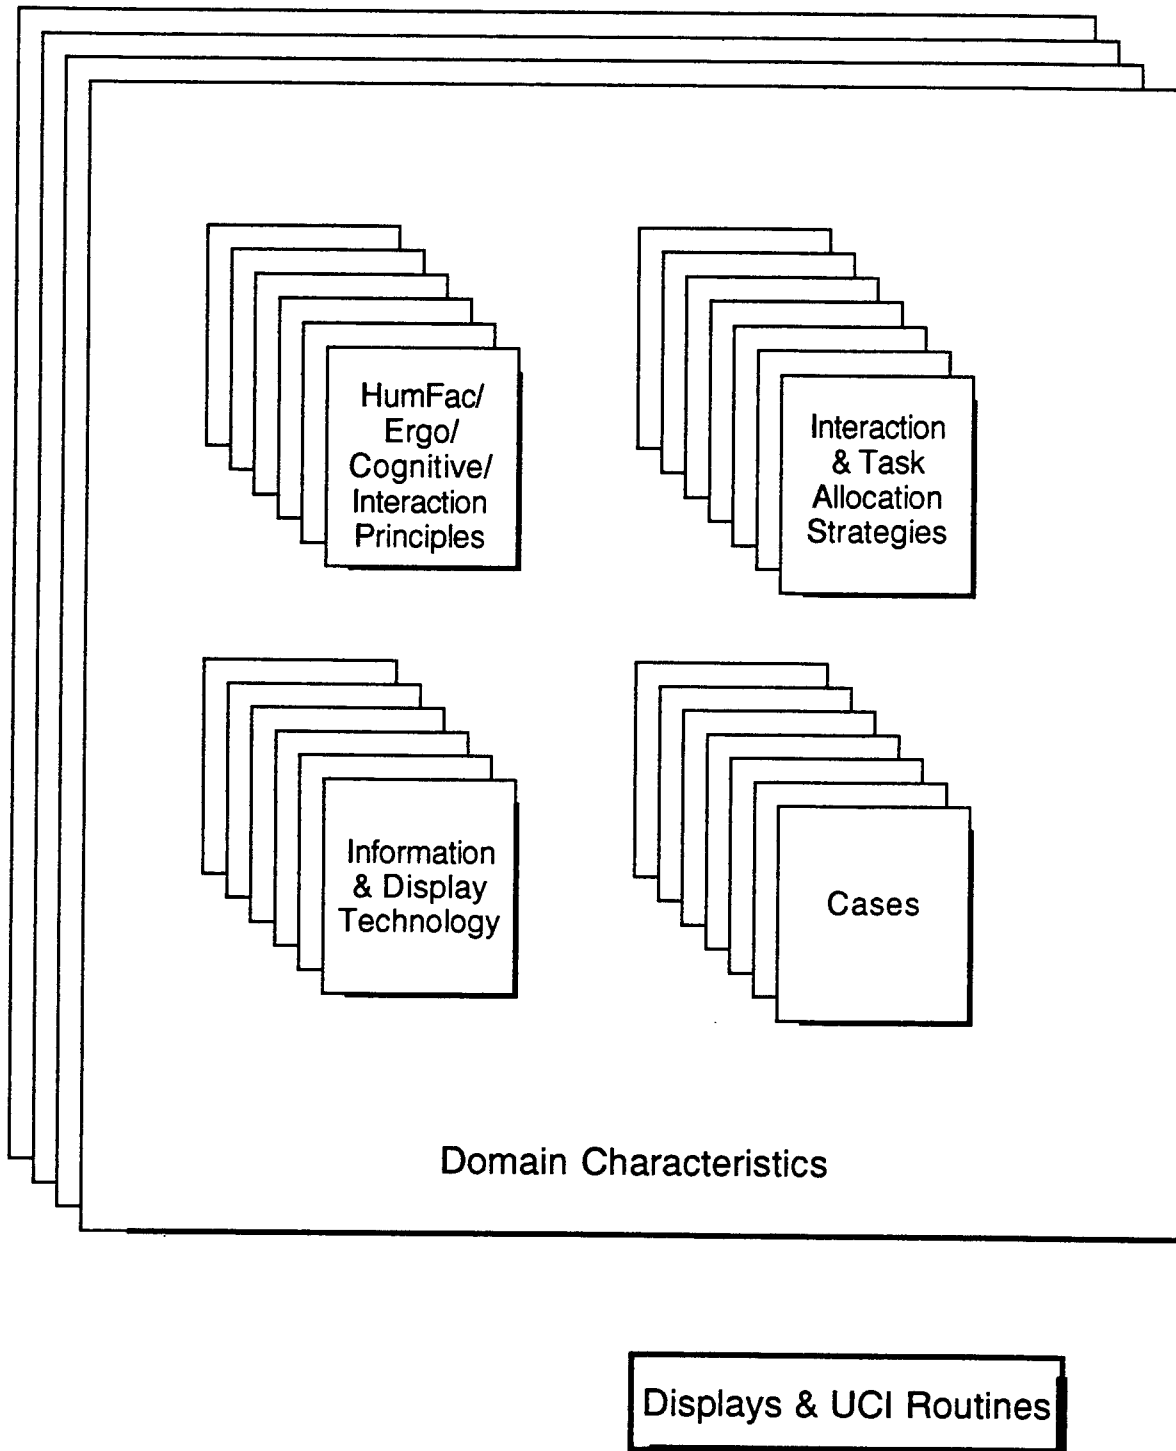 HumFac/
Ergo/
Cognitive/
Interaction
Principles
Interaction
& Task
Allocation
Strategies
Information
& Display
Technology
Cases
Domain Characteristics
Displays & UCI Routines